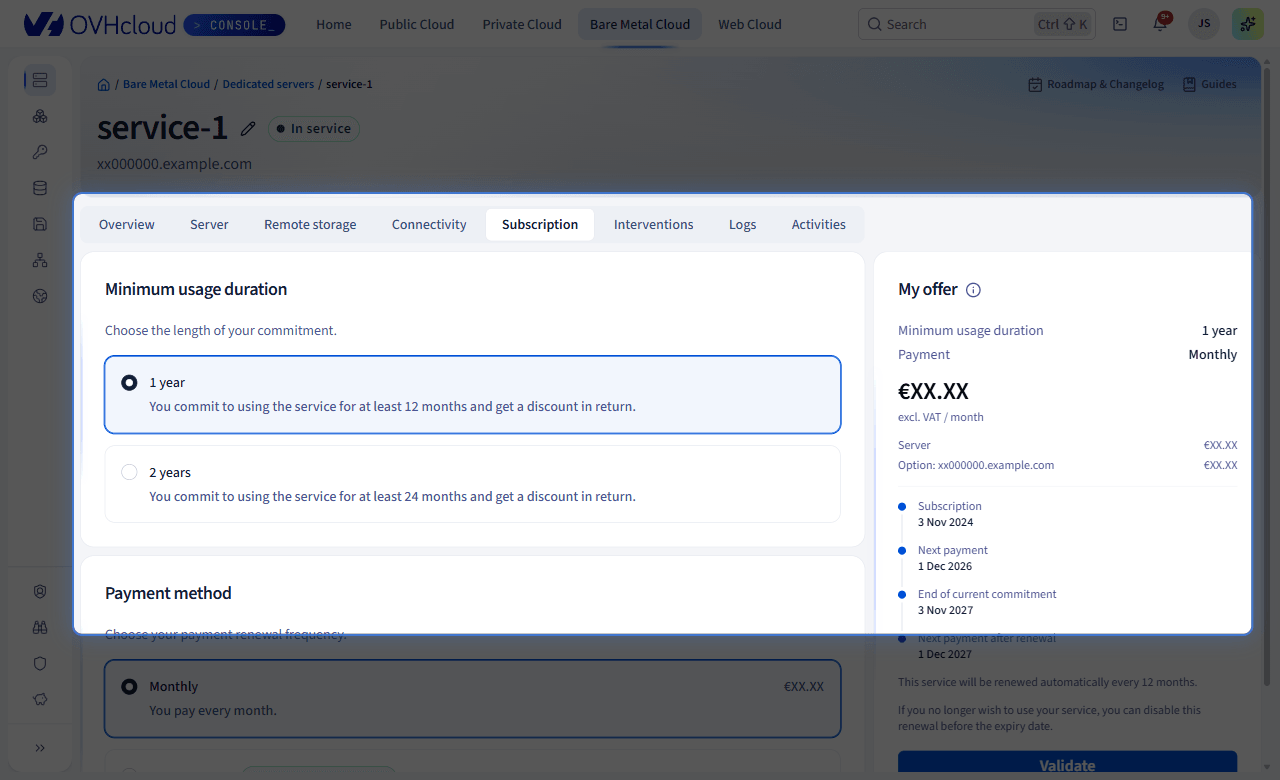 OVHcloud > CONSOLE_ Home Public Cloud Private Cloud Bare Metal Cloud Web Cloud Search Ctrl K 9+ JS
/ Bare Metal Cloud / Dedicated servers / service-1 Roadmap & Changelog Guides
service-1 In service
xx000000.example.com
Overview Server Remote storage Connectivity Subscription Interventions Logs Activities
Minimum usage duration
Choose the length of your commitment.
1 year
You commit to using the service for at least 12 months and get a discount in return.
2 years
You commit to using the service for at least 24 months and get a discount in return.
Payment method
Choose your payment renewal frequency.
Monthly €XX.XX
You pay every month.
My offer
Minimum usage duration 1 year
Payment Monthly
€XX.XX
excl. VAT / month
Server €XX.XX
Option: xx000000.example.com €XX.XX
Subscription
3 Nov 2024
Next payment
1 Dec 2026
End of current commitment
3 Nov 2027
Next payment after renewal
1 Dec 2027
This service will be renewed automatically every 12 months.
If you no longer wish to use your service, you can disable this
renewal before the expiry date.
Validate